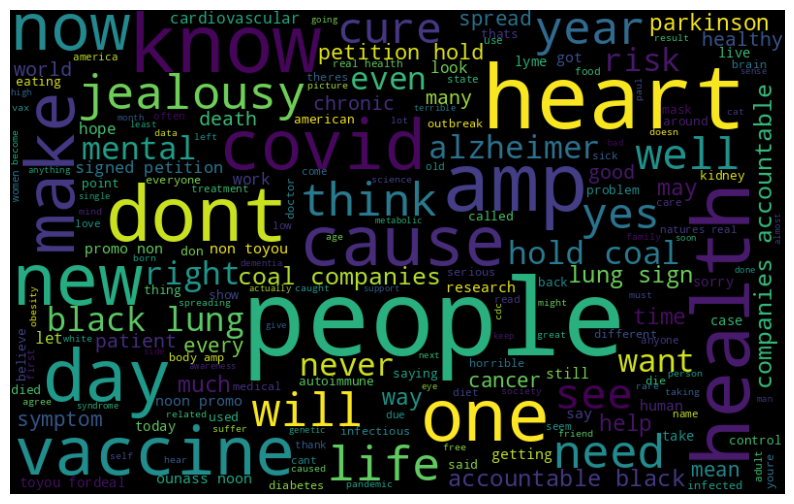 now
know
cardiovascular
going
spread
use
thats
cure
year
parkinson
america
petition hold
real health
theres
picture
result
look
lyme
got
healthy
world
eating
jealousy
even
state
food
risk
live
brain
sense
high
vax
month
often
death
many
chronic
american
heart
paul
mask
around
cat
doesn
least
data
left
terrible
lot
outbreak
bad
make
hope
mental
covid
alzheimer
old
sick
well
signed petition
work
come
science
good
kidney
women become
anything
point
everyone
treatment
doctor
problem
care
single
mind
love
low
think
called
amp
yes
may
natures real
dont
metabolic
cause
promo non
don
non toyou
age
family
soon
born
dementia
hold coal
sorry
new
right
coal companies
actually
caught
support
serious
research
back
lung sign
health
companies accountable
almost
done
must
thing
show
obesity
spreading
give
people
read
might
cdc
keep
great
different
anyone
time
case
black lung
let
white
patient
every
believe
first
side
body amp
awareness
never
next
horrible
die
rare
person
taking
want
died
agree
day
much
noon promo
medical
autoimmune
saying
cancer
still
syndrome
related
suffer
will
way
eye
diet
society
see
human
name
man
symptom
used
today
genetic
infectious
due
one
say
seem
friend
help
take
control
vaccine
self
hear
thank
cant
caused
life
said
free
getting
need
mean
adult
youre
toyou fordeal
ounass noon
diabetes
pandemic
accountable black
infected